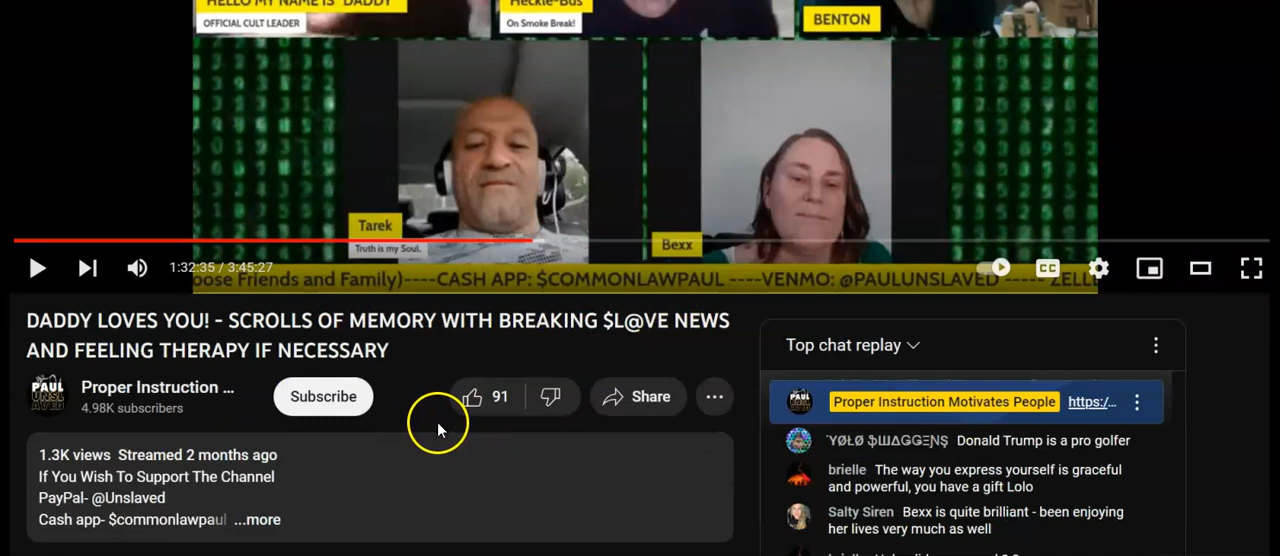 HELLO MY NAME IS "DADDY"
OFFICIAL CULT LEADER
Heckle-Bus
On Smoke Break!
BENTON
Tarek
Truth is my Soul.
Bexx
1:32:35 / 3:45:27
CC
oose Friends and Family)----CASH APP: $COMMONLAWPAUL ----VENMO: @PAULUNSLAVED ----- ZELL
DADDY LOVES YOU! - SCROLLS OF MEMORY WITH BREAKING $L@VE NEWS
AND FEELING THERAPY IF NECESSARY
PAUL
UNSL
AVED
Proper Instruction ...
4.98K subscribers
Subscribe
91
Share
1.3K views Streamed 2 months ago
If You Wish To Support The Channel
PayPal- @Unslaved
Cash app- $commonlawpaul ...more
Top chat replay
Proper Instruction Motivates People https:/...
Donald Trump is a pro golfer
brielle The way you express yourself is graceful
and powerful, you have a gift Lolo
Salty Siren Bexx is quite brilliant - been enjoying
her lives very much as well